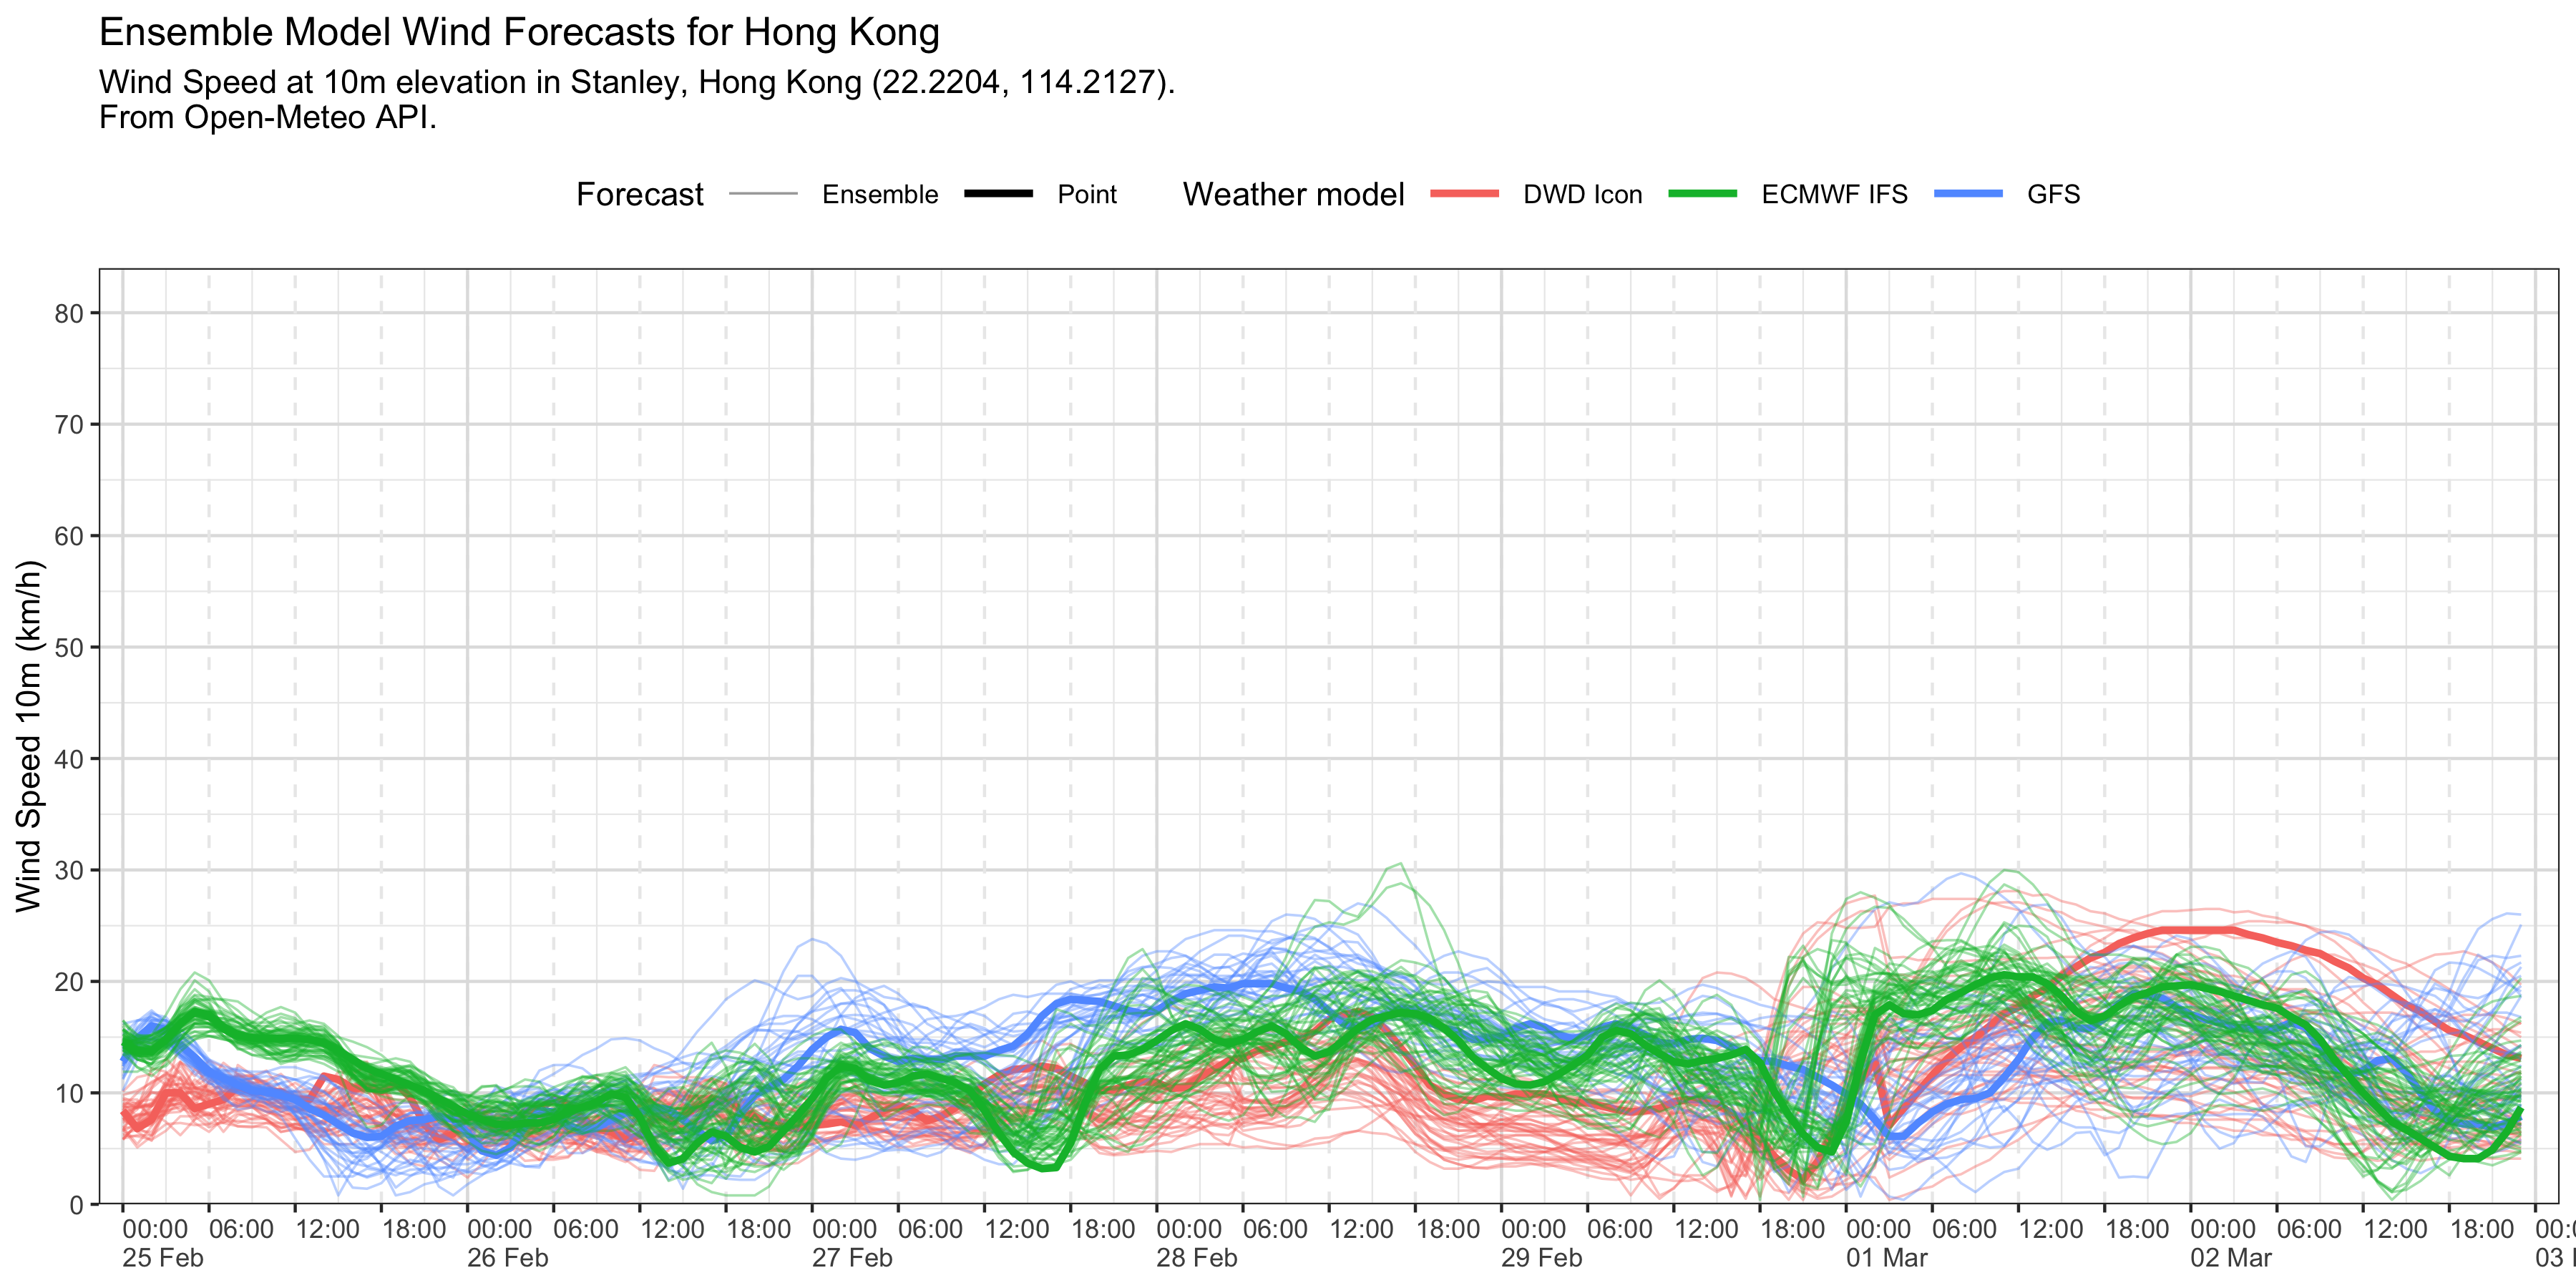 Ensemble Model Wind Forecasts for Hong Kong
Wind Speed at 10m elevation in Stanley, Hong Kong (22.2204, 114.2127).
From Open-Meteo API.
Forecast Ensemble Point Weather model DWD Icon ECMWF IFS GFS
Wind Speed 10m (km/h)
80
70
60
50
40
30
20
10
0
00:00 06:00 12:00 18:00 00:00 06:00 12:00 18:00 00:00 06:00 12:00 18:00 00:00 06:00 12:00 18:00 00:00 06:00 12:00 18:00 00:00 06:00 12:00 18:00 00:00 06:00 12:00 18:00
25 Feb 26 Feb 27 Feb 28 Feb 29 Feb 01 Mar 02 Mar 03